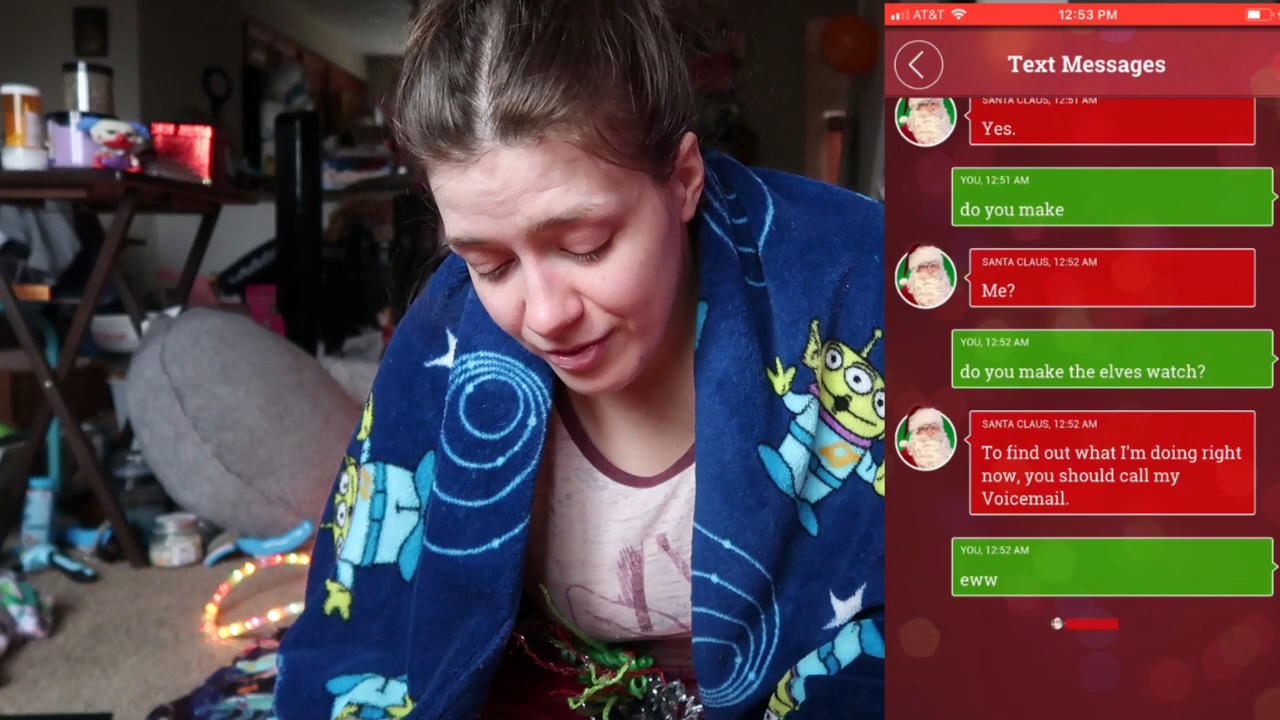 AT&T 12:53 PM
Text Messages
SANTA CLAUS, 12:51 AM
Yes.
YOU, 12:51 AM
do you make
SANTA CLAUS, 12:52 AM
Me?
YOU, 12:52 AM
do you make the elves watch?
SANTA CLAUS, 12:52 AM
To find out what I'm doing right
now, you should call my
Voicemail.
YOU, 12:52 AM
eww